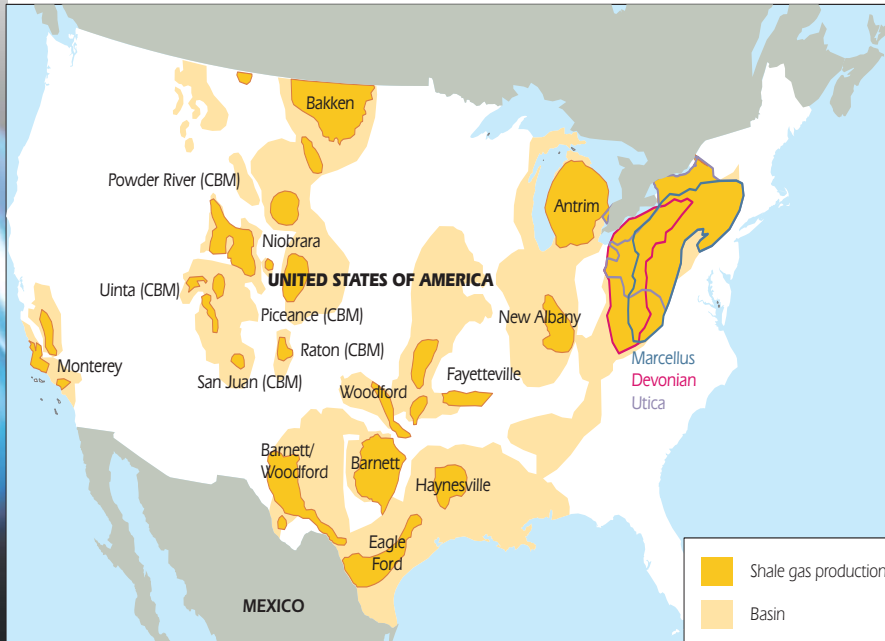 Bakken
Powder River (CBM)
Antrim
Niobrara
UNITED STATES OF AMERICA
Uinta (CBM)
Piceance (CBM)
New Albany
Raton (CBM)
Monterey
San Juan (CBM)
Woodford
Fayetteville
Marcellus
Devonian
Utica
Barnett/
Woodford
Barnett
Haynesville
Eagle
Ford
MEXICO
Shale gas production
Basin